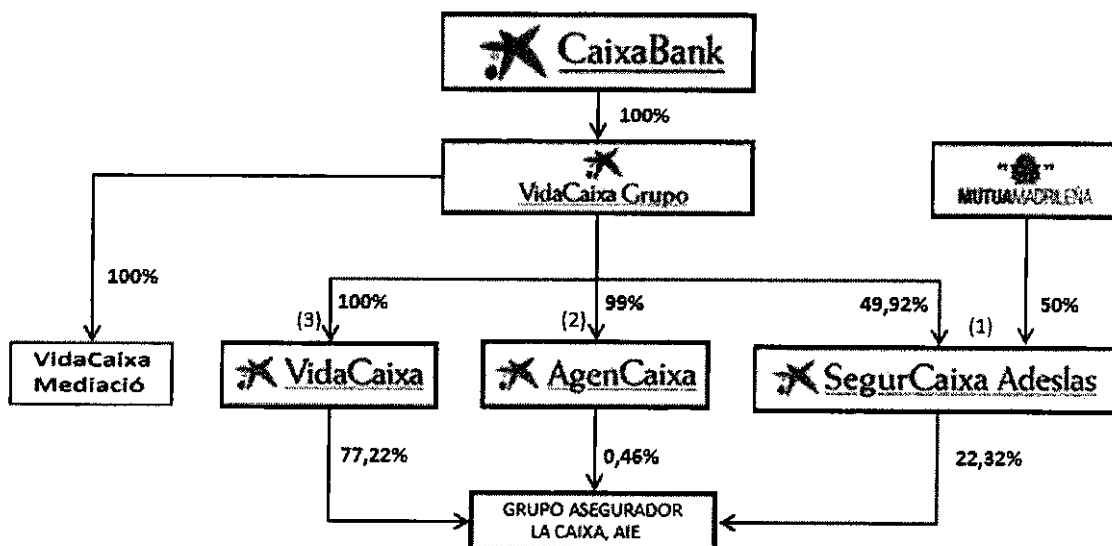 CaixaBank
100%
VidaCaixa Grupo
MUTUAMADRILEÑA
100%
100%
99%
49,92%
50%
(3)
(2)
(1)
VidaCaixa
Mediació
VidaCaixa
AgenCaixa
SegurCaixa Adeslas
77,22%
0,46%
22,32%
GRUPO ASEGURADOR
LA CAIXA, AIE